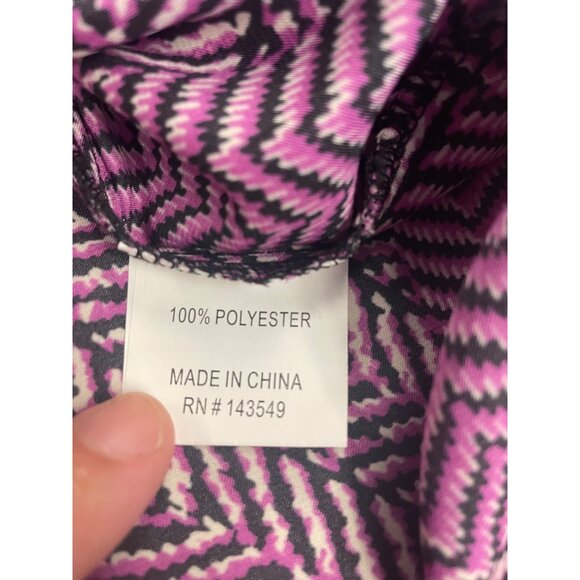 100% POLYESTER
MADE IN CHINA
RN # 143549